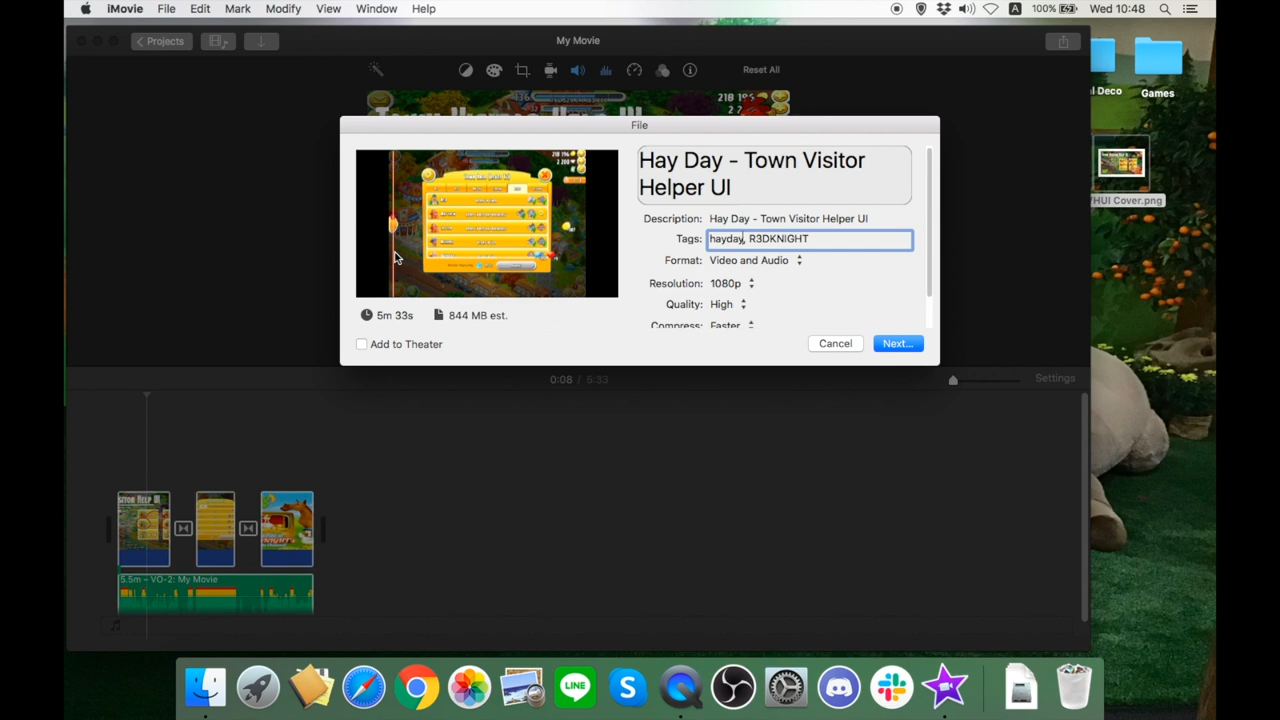 iMovie File Edit Mark Modify View Window Help A 100% Wed 10:48
Projects My Movie
Reset All
Games
File
Hay Day - Town Visitor
Helper UI
Description: Hay Day - Town Visitor Helper UI
Tags: hayday, R3DKNIGHT
Format: Video and Audio
Resolution: 1080p
Quality: High
Compress: Faster
5m 33s 844 MB est.
Add to Theater Cancel Next...
HUI Cover.png
0:08 / 5:33 Settings
5.5m – VO-2: My Movie
LINE